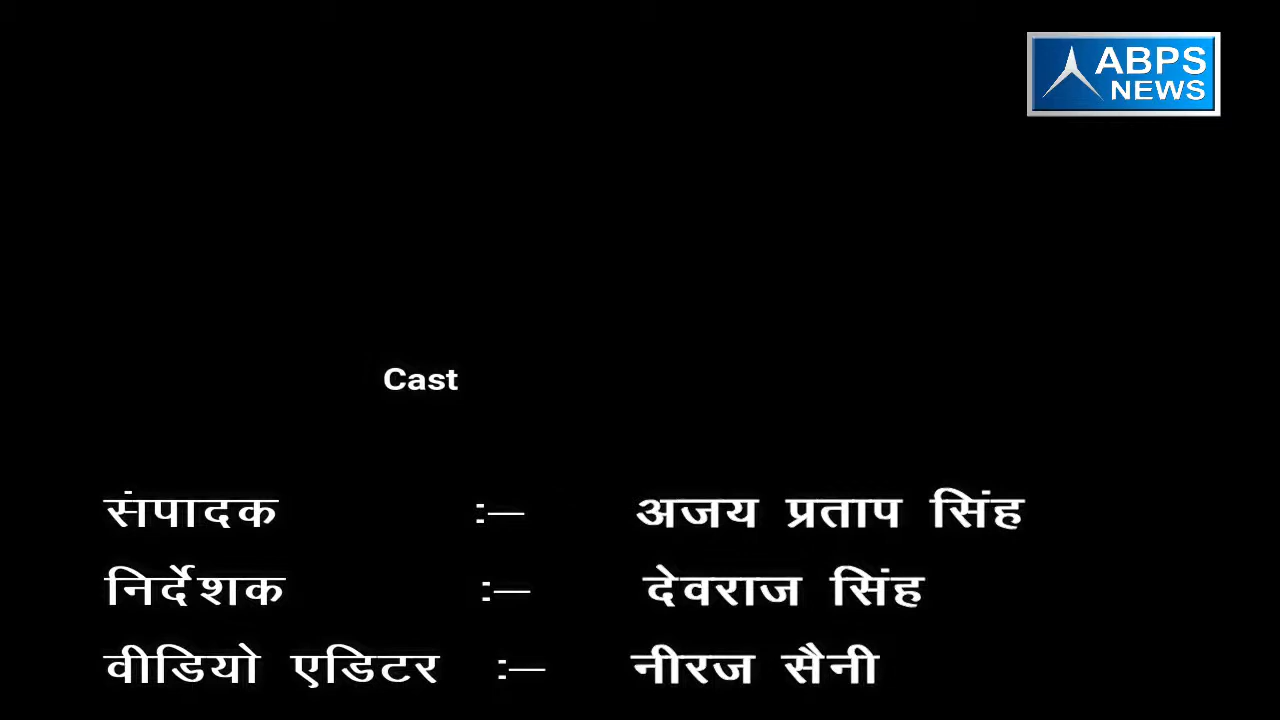 ABPS
NEWS
Cast
संपादक :— अजय प्रताप सिंह
निर्देशक :— देवराज सिंह
वीडियो एडिटर :— नीरज सैनी